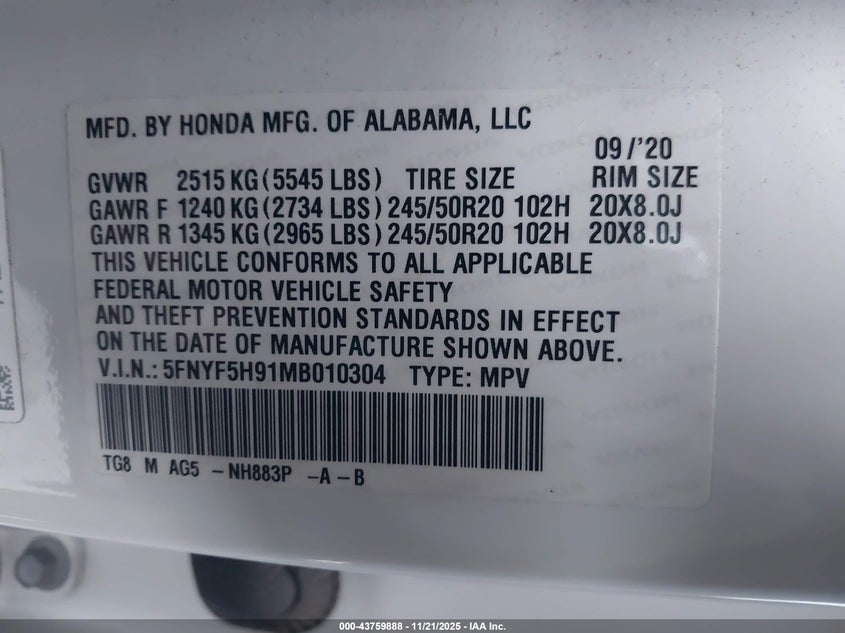 MFD. BY HONDA MFG. OF ALABAMA, LLC
09/'20
GVWR 2515 KG (5545 LBS) TIRE SIZE RIM SIZE
GAWR F 1240 KG (2734 LBS) 245/50R20 102H 20X8.0J
GAWR R 1345 KG (2965 LBS) 245/50R20 102H 20X8.0J
THIS VEHICLE CONFORMS TO ALL APPLICABLE
FEDERAL MOTOR VEHICLE SAFETY
AND THEFT PREVENTION STANDARDS IN EFFECT
ON THE DATE OF MANUFACTURE SHOWN ABOVE.
V.I.N.: 5FNYF5H91MB010304 TYPE: MPV
TG8 M AG5 -NH883P -A -B
000-43759888 - 11/21/2025 - IAA Inc.